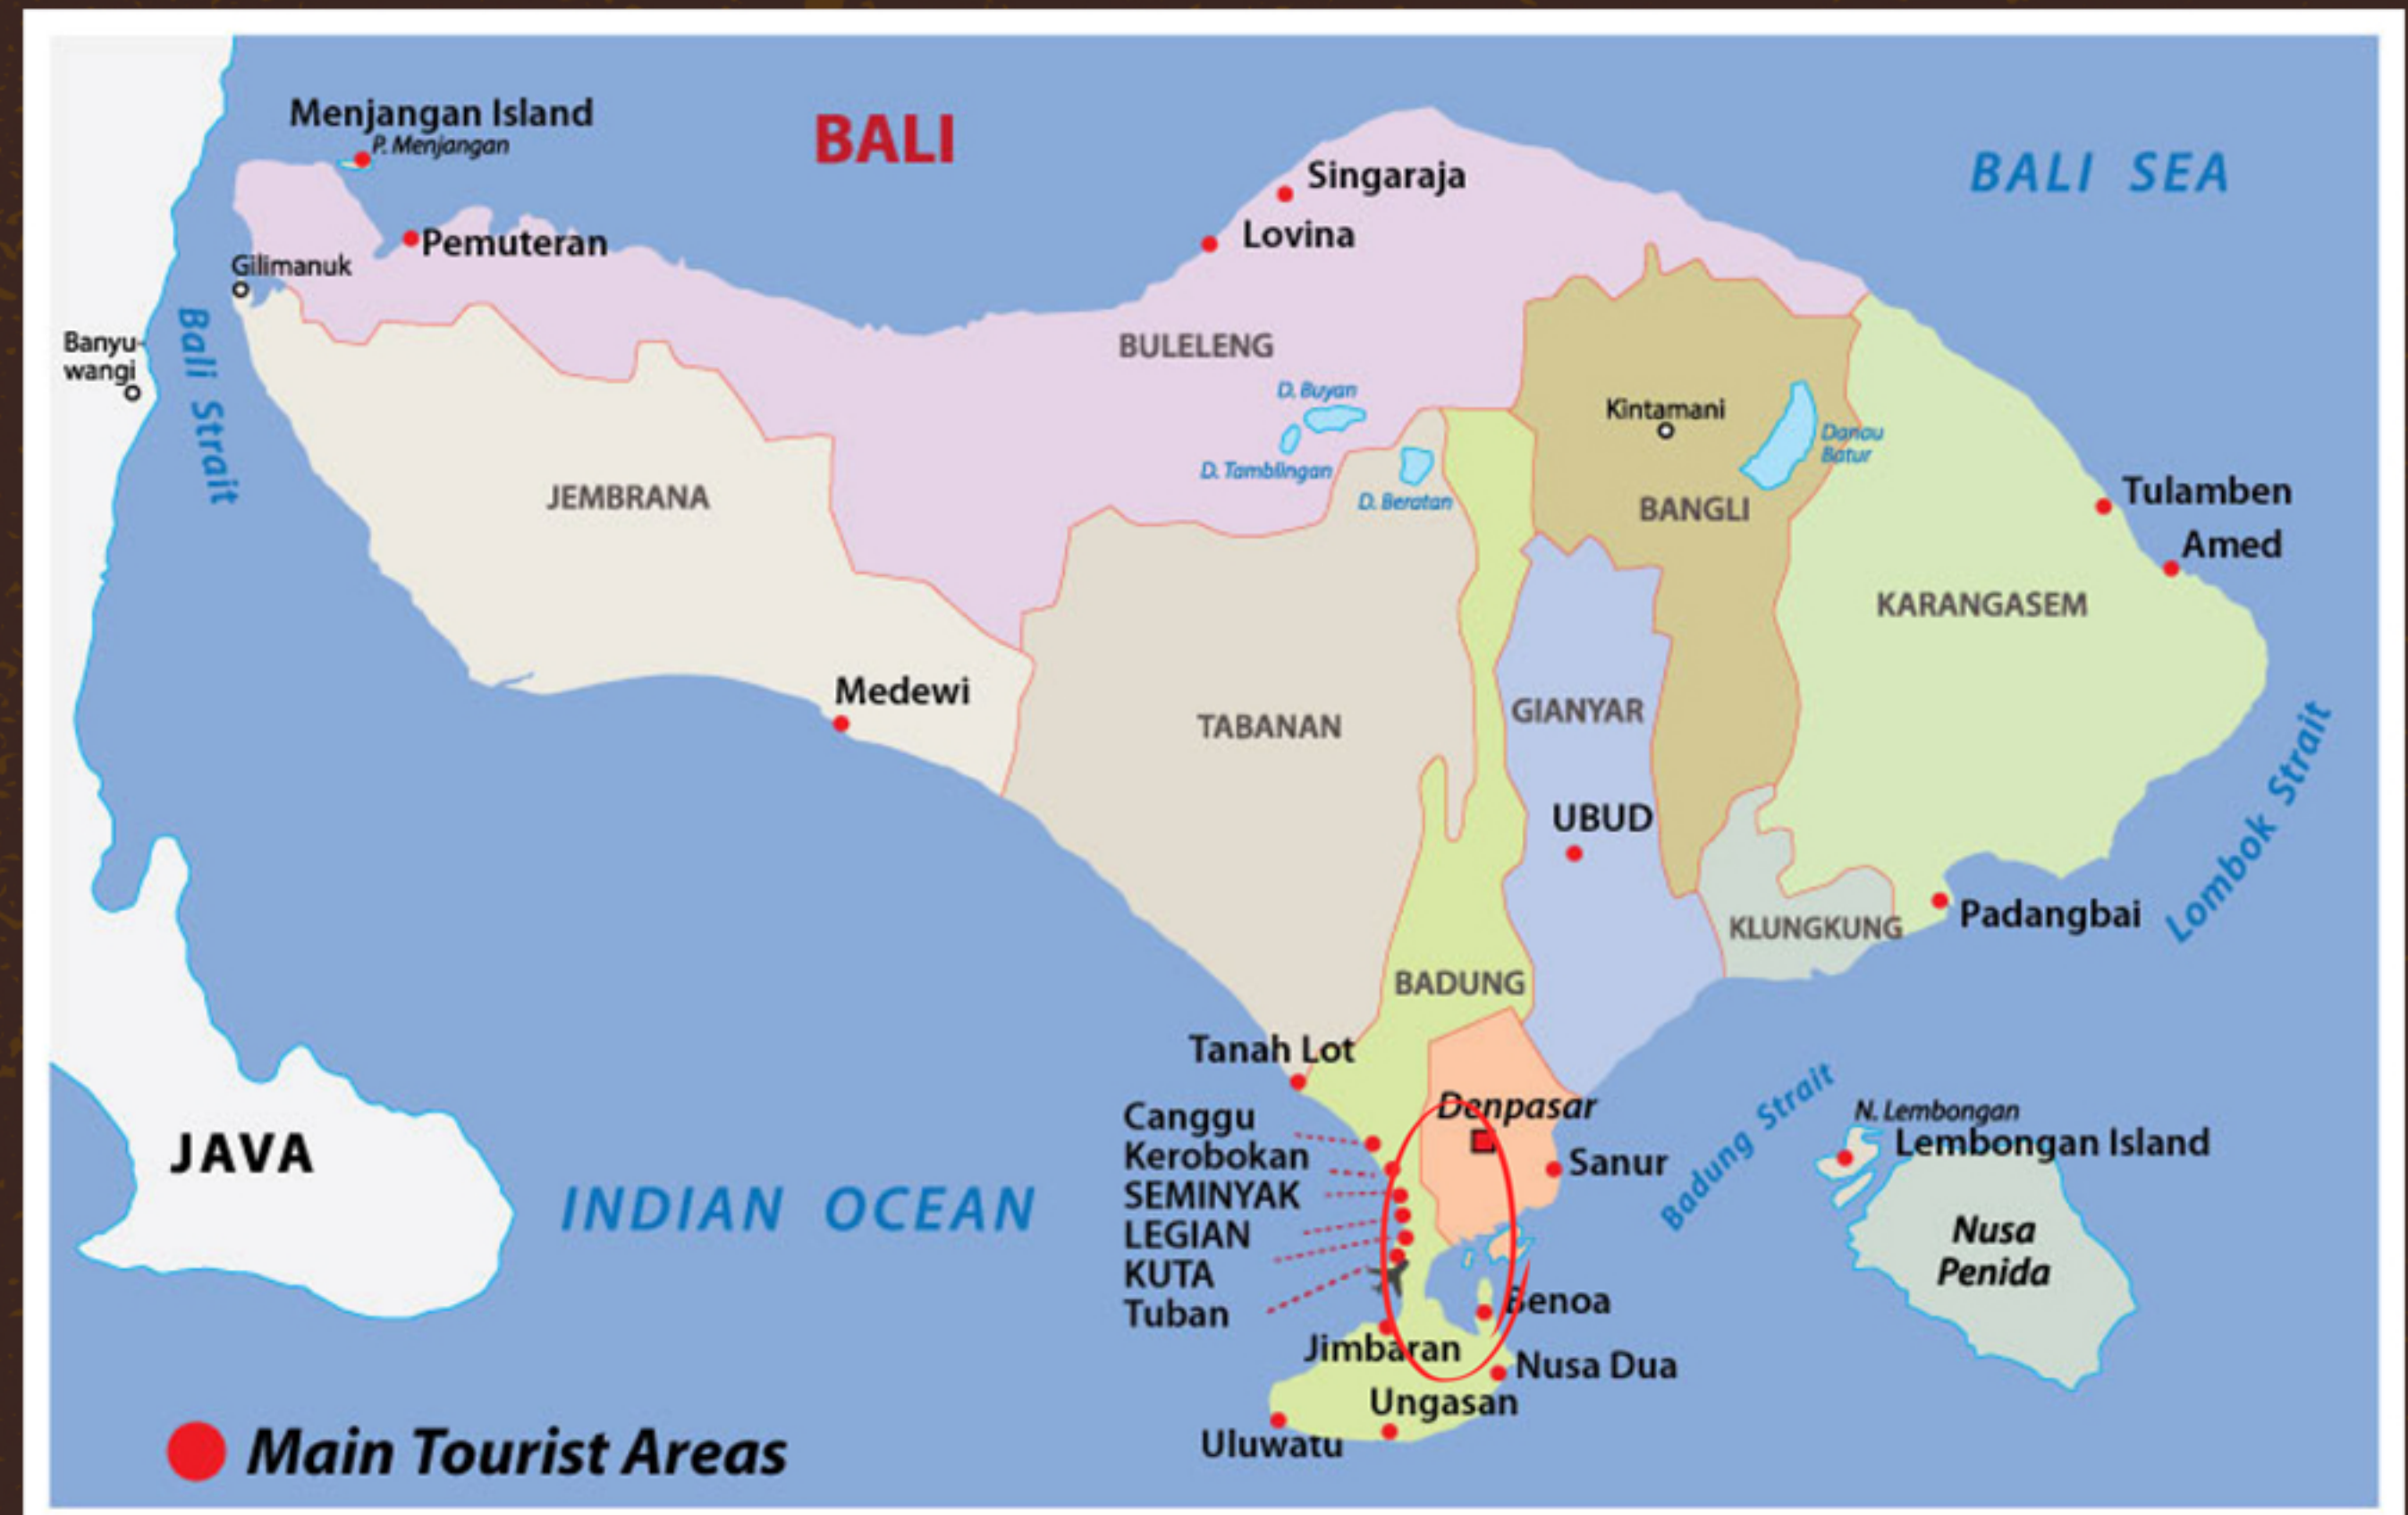 Menjangan Island
P. Menjangan
BALI
BALI SEA
Singaraja
Lovina
Pemuteran
Gilimanuk
Banyu-
wangi
Bali Strait
BULELENG
D. Buyan
D. Tamblingan
D. Beratan
Kintamani
Danau
Batur
JEMBRANA
BANGLI
Tulamben
Amed
KARANGASEM
Medewi
TABANAN
GIANYAR
UBUD
Lombok Strait
Padangbai
KLUNGKUNG
BADUNG
Tanah Lot
Denpasar
Canggu
Kerobokan
SEMINYAK
LEGIAN
KUTA
Tuban
Sanur
Badung Strait
N. Lembongan
Lembongan Island
Nusa
Penida
JAVA
INDIAN OCEAN
Benoa
Jimbaran
Nusa Dua
Ungasan
Uluwatu
Main Tourist Areas